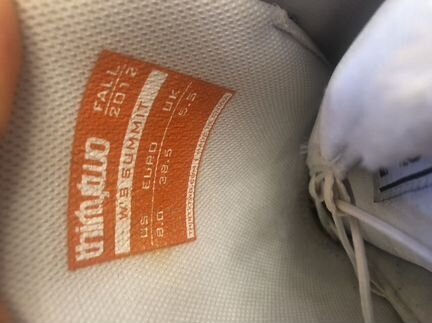 thirtytwo FALL 2012
W'S SUMMIT
US EURO UK
8.0 38.5 5.5